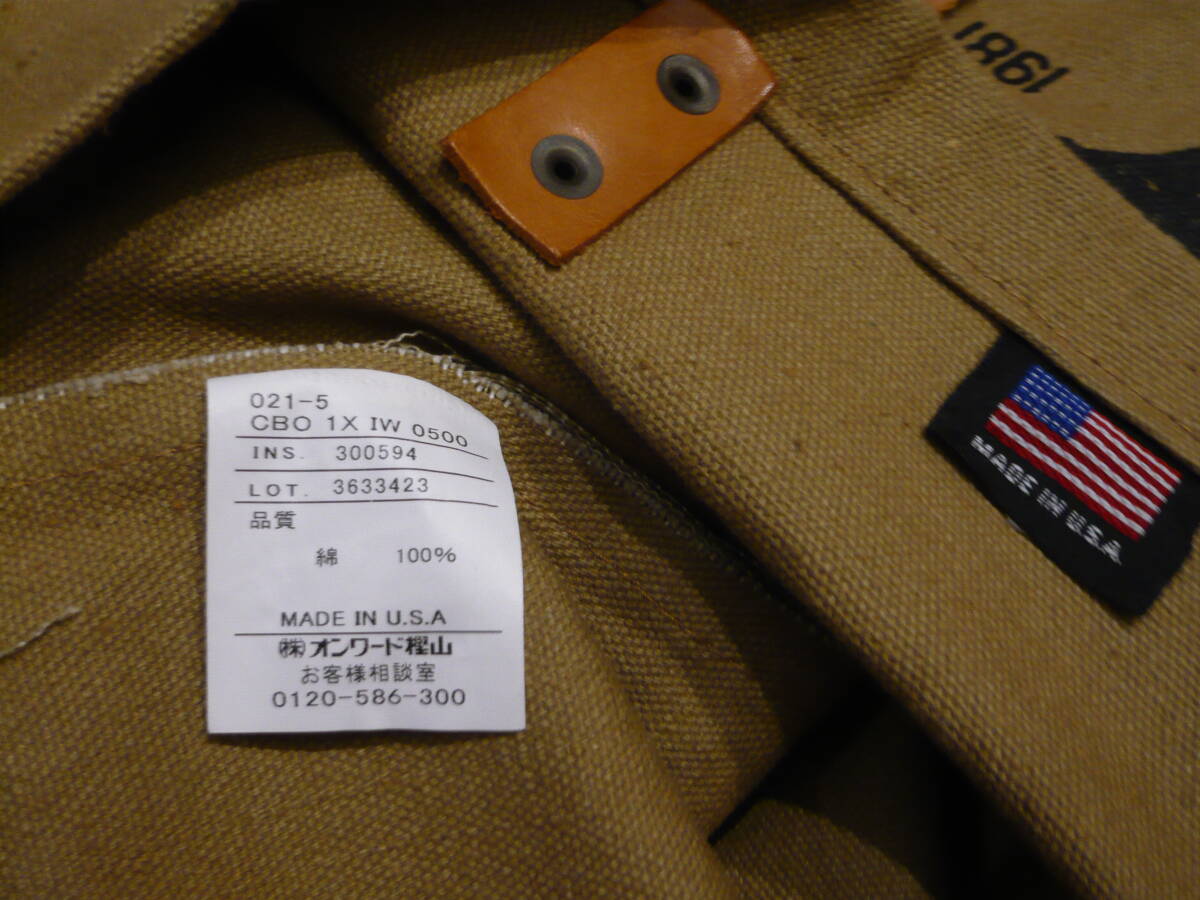 1981
021-5
CBO 1X IW 0500
INS. 300594
LOT. 3633423
品質
綿 100%
MADE IN U.S.A
㈱オンワード樫山
お客様相談室
0120-586-300
MADE IN U.S.A.